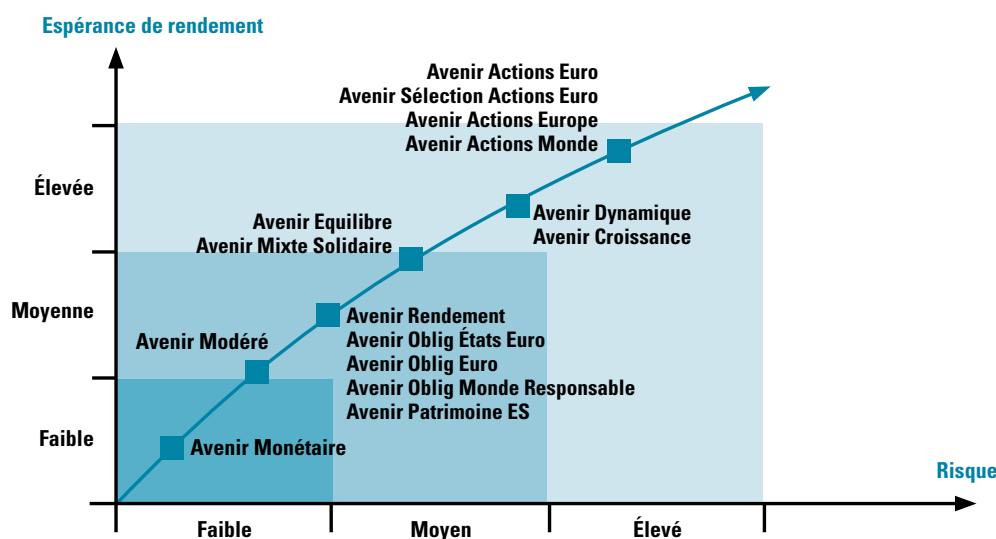 Espérance de rendement
Avenir Actions Euro
Avenir Sélection Actions Euro
Avenir Actions Europe
Avenir Actions Monde
Élevée
Avenir Equilibre
Avenir Mixte Solidaire
Avenir Dynamique
Avenir Croissance
Moyenne
Avenir Rendement
Avenir Oblig États Euro
Avenir Oblig Euro
Avenir Oblig Monde Responsable
Avenir Patrimoine ES
Avenir Modéré
Faible
Avenir Monétaire
Risque
Faible
Moyen
Élevé